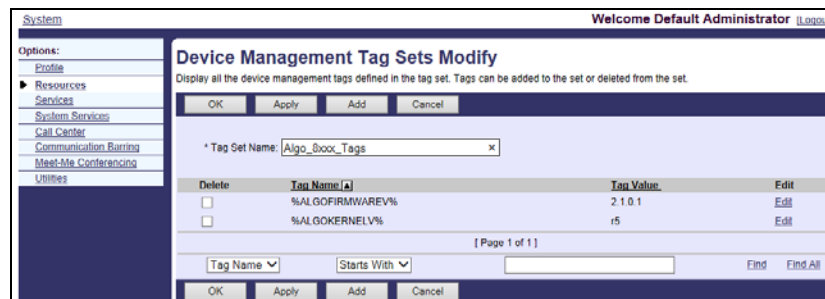 System Welcome Default Administrator [Logou
Options:
Profile
Resources
Services
System Services
Call Center
Communication Barring
Meet-Me Conferencing
Utilities
Device Management Tag Sets Modify
Display all the device management tags defined in the tag set. Tags can be added to the set or deleted from the set.
OK Apply Add Cancel
* Tag Set Name: Algo_8xxx_Tags ×
Delete Tag Name Tag Value Edit
%ALGOFIRMWAREV% 2.1.0.1 Edit
%ALGOKERNELV% r5 Edit
[ Page 1 of 1 ]
Tag Name Starts With Find Find All
OK Apply Add Cancel